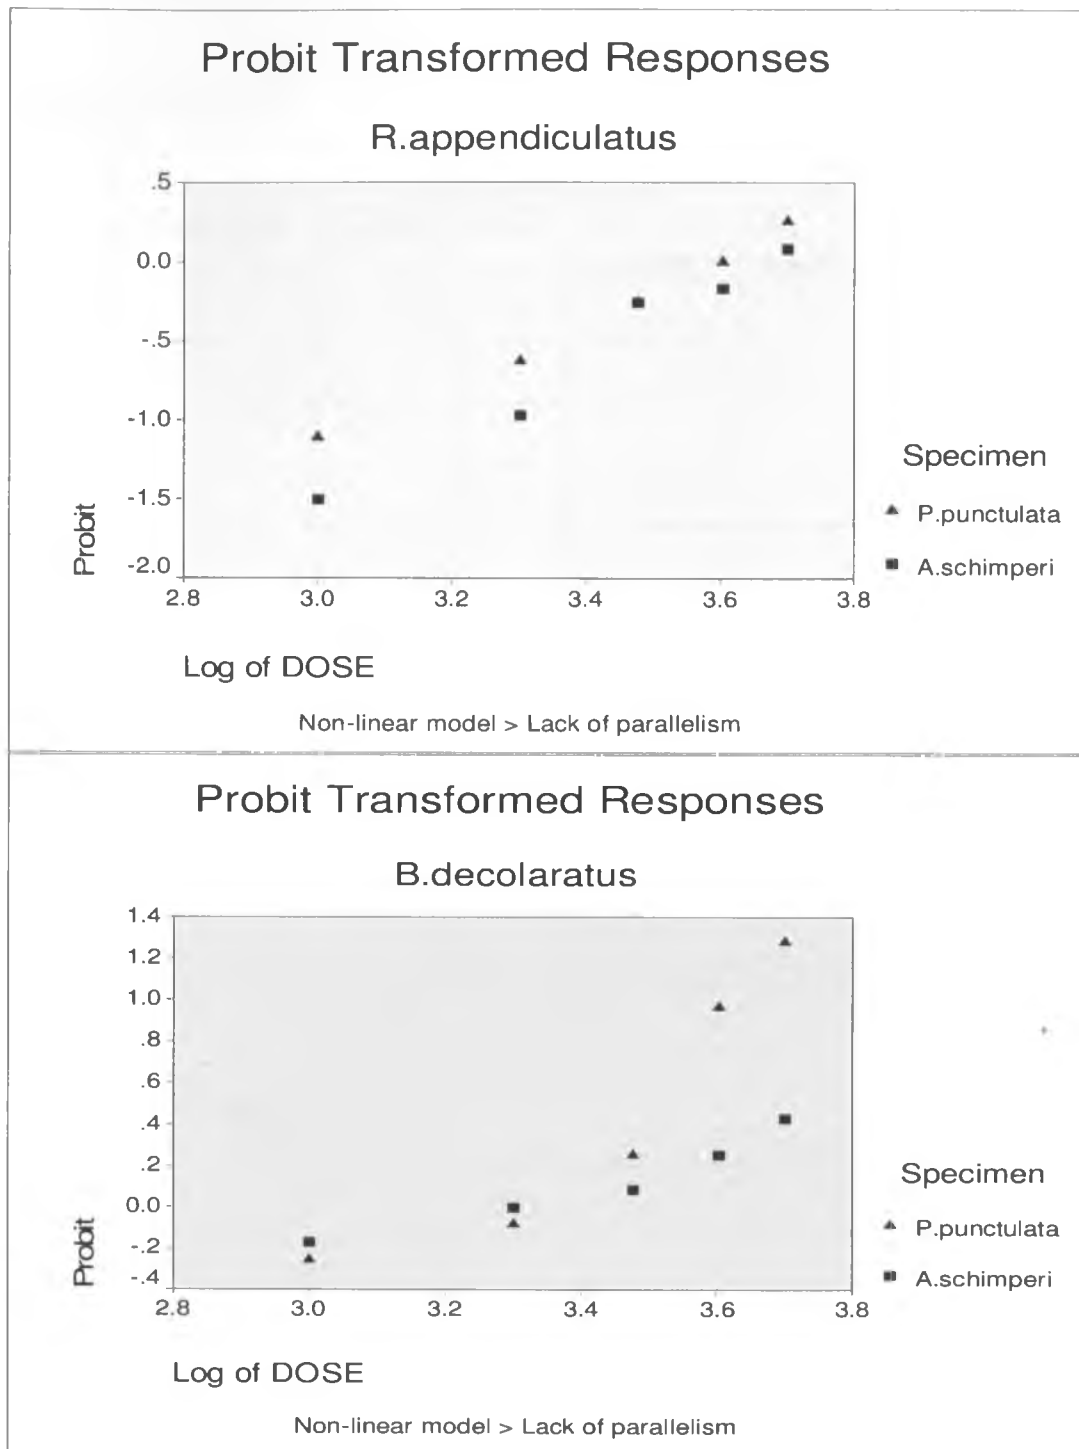 Probit Transformed Responses
R.appendiculatus
.5
0.0
-.5
-1.0
-1.5
-2.0
Probit
2.8 3.0 3.2 3.4 3.6 3.8
Log of DOSE
Specimen
P.punctulata
A.schimperi
Non-linear model > Lack of parallelism
Probit Transformed Responses
B.decolaratus
1.4
1.2
1.0
.8
.6
.4
.2
0.0
-.2
-.4
Probit
2.8 3.0 3.2 3.4 3.6 3.8
Log of DOSE
Specimen
P.punctulata
A.schimperi
Non-linear model > Lack of parallelism